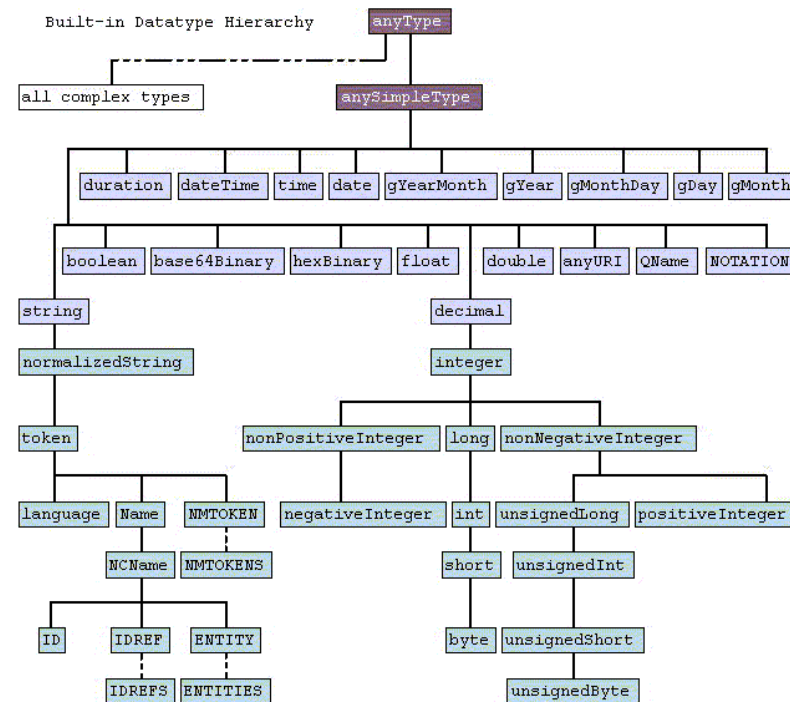 Built-in Datatype Hierarchy
anyType
all complex types
anySimpleType
duration dateTime time date gYearMonth gYear gMonthDay gDay gMonth
boolean base64Binary hexBinary float double anyURI QName NOTATION
string decimal
normalizedString integer
token nonPositiveInteger long nonNegativeInteger
language Name NMTOKEN negativeInteger int unsignedLong positiveInteger
NCName NMTOKENS short unsignedInt
ID IDREF ENTITY byte unsignedShort
IDREFS ENTITIES unsignedByte